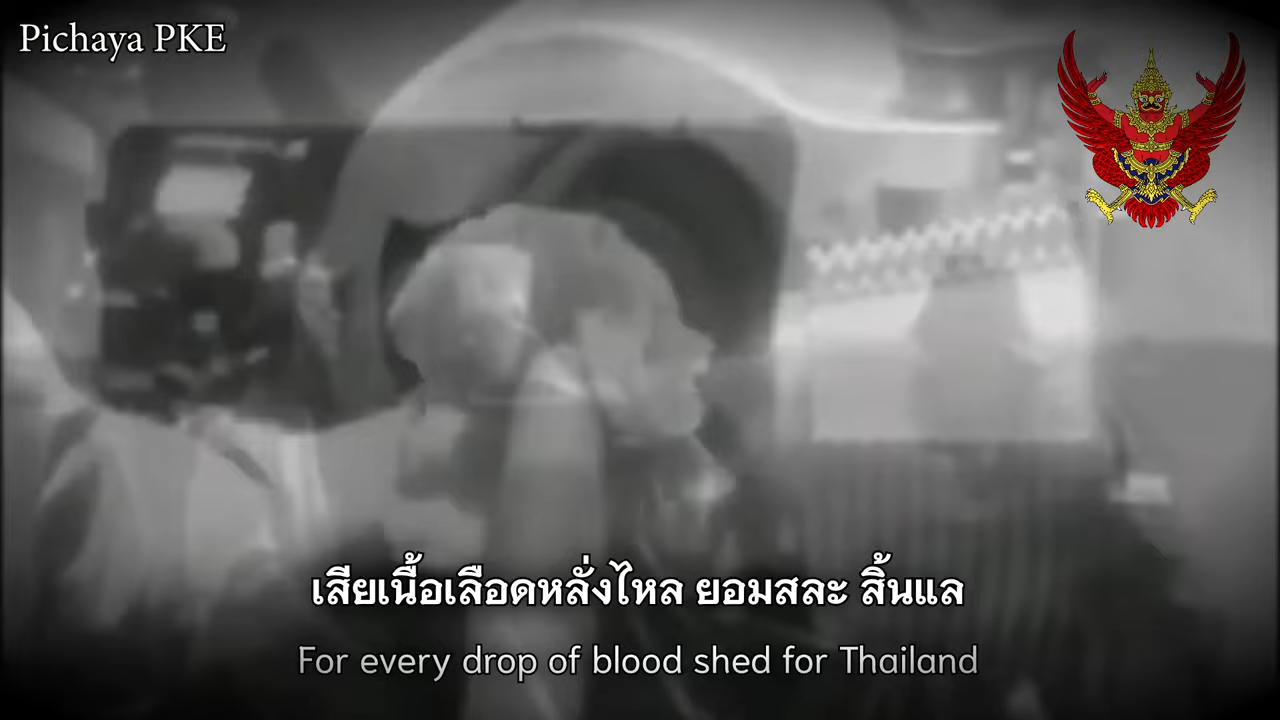 Pichaya PKE
เสียเนื้อเลือดหลั่งไหล ยอมสละ สิ้นแล
For every drop of blood shed for Thailand